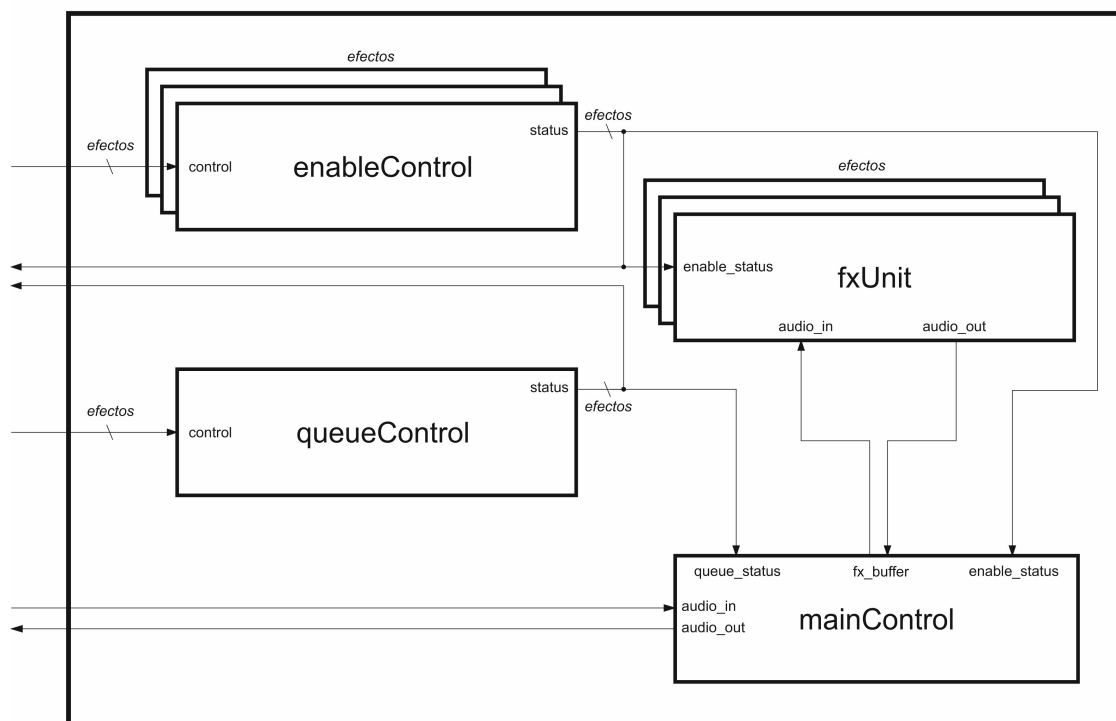 efectos
efectos
status
efectos
control
enableControl
efectos
enable_status
fxUnit
audio_in
audio_out
status
efectos
efectos
control
queueControl
queue_status
fx_buffer
enable_status
audio_in
audio_out
mainControl